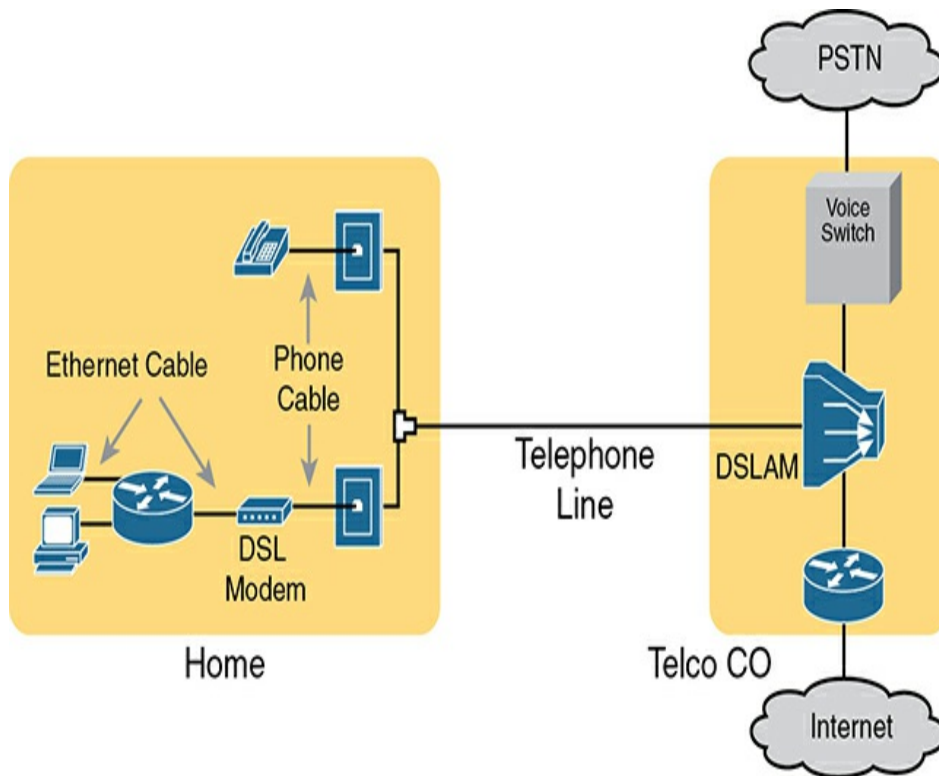 PSTN
Voice
Switch
Ethernet Cable
Phone
Cable
Telephone
Line
DSLAM
DSL
Modem
Home
Telco CO
Internet